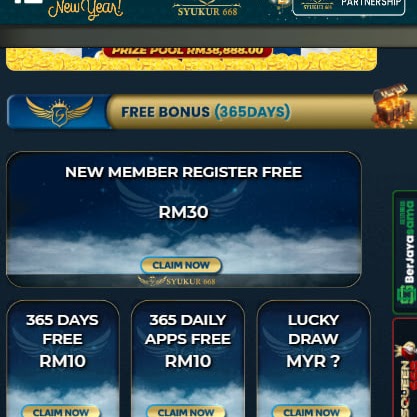 New Year!
SYUKUR 668
PARTNERSHIP
PRIZE POOL RM38,888.00
FREE BONUS (365DAYS)
NEW MEMBER REGISTER FREE
RM30
CLAIM NOW
SYUKUR 668
365 DAYS
FREE
RM10
CLAIM NOW
365 DAILY
APPS FREE
RM10
CLAIM NOW
LUCKY
DRAW
MYR ?
CLAIM NOW
BerJayasama
QUEEN